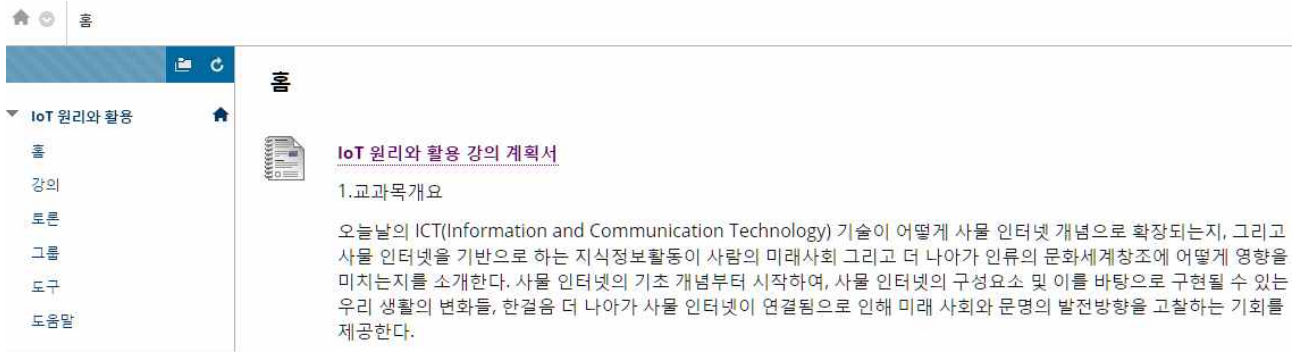 홈
홈
IoT 원리와 활용
홈
강의
토론
그룹
도구
도움말
IoT 원리와 활용 강의 계획서
1.교과목개요
오늘날의 ICT(Information and Communication Technology) 기술이 어떻게 사물 인터넷 개념으로 확장되는지, 그리고
사물 인터넷을 기반으로 하는 지식정보활동이 사람의 미래사회 그리고 더 나아가 인류의 문화세계창조에 어떻게 영향을
미치는지를 소개한다. 사물 인터넷의 기초 개념부터 시작하여, 사물 인터넷의 구성요소 및 이를 바탕으로 구현될 수 있는
우리 생활의 변화들, 한걸음 더 나아가 사물 인터넷이 연결됨으로 인해 미래 사회와 문명의 발전방향을 고찰하는 기회를
제공한다.